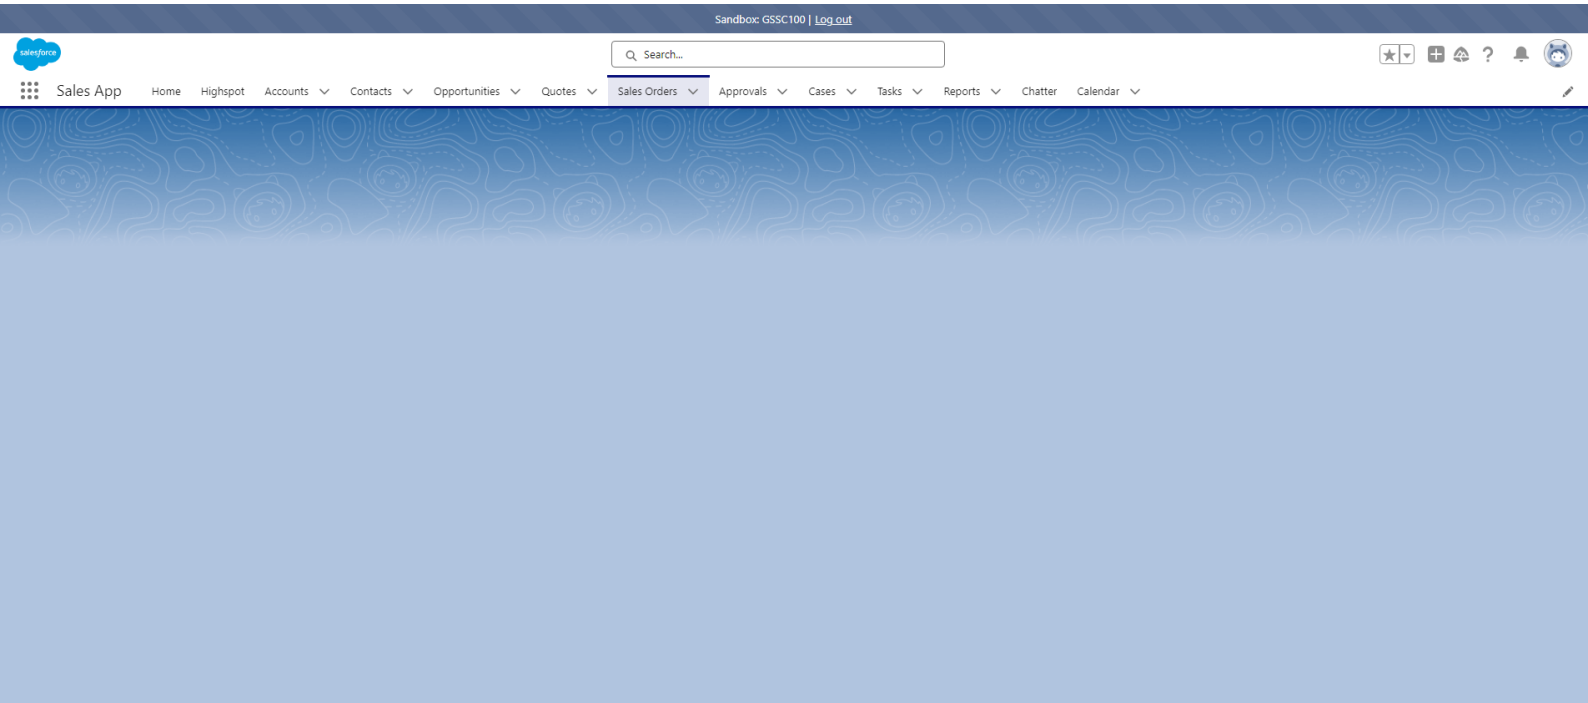 Sandbox: GSSC100 | Log out
salesforce
Search...
Sales App Home Highspot Accounts Contacts Opportunities Quotes Sales Orders Approvals Cases Tasks Reports Chatter Calendar